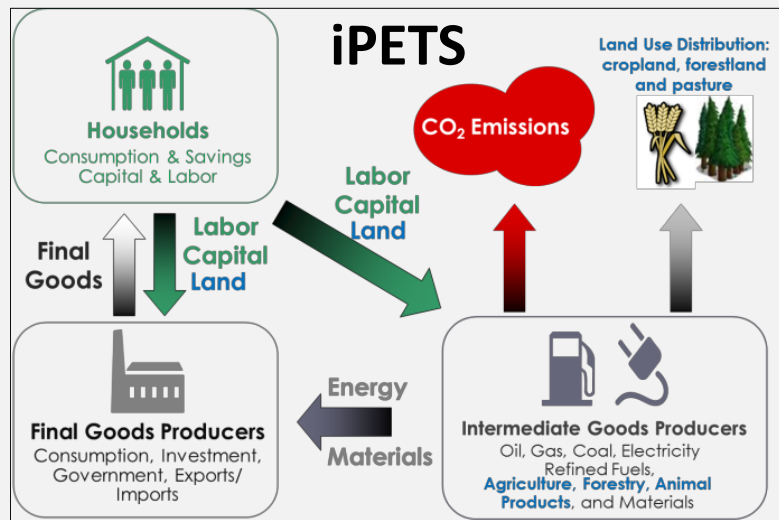 iPETS
Households
Consumption & Savings
Capital & Labor
CO₂ Emissions
Land Use Distribution:
cropland, forestland
and pasture
Final
Goods
Labor
Capital
Land
Labor
Capital
Land
Final Goods Producers
Consumption, Investment,
Government, Exports/
Imports
Energy
Materials
Intermediate Goods Producers
Oil, Gas, Coal, Electricity
Refined Fuels,
Agriculture, Forestry, Animal
Products, and Materials